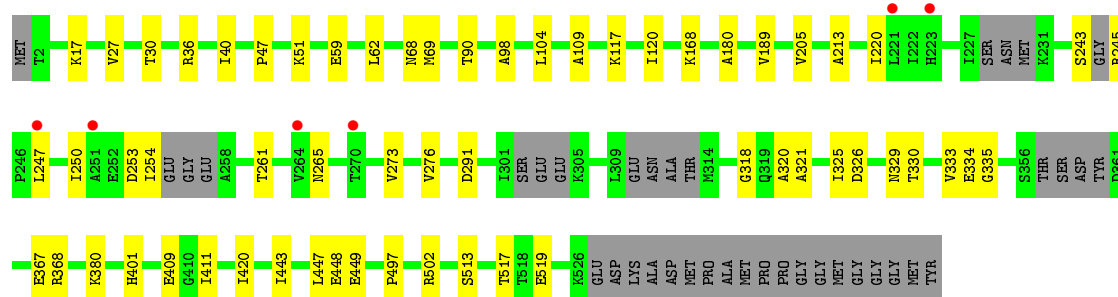 MET T2 K17 V27 T30 R36 I40 P47 K51 E59 L62 N68 M69 T90 A98 L104 A109 K117 I120 K168 A180 V189 V205 A213 I220 L221 I222 H223 I227 SER ASN MET K231 S243 GLY R245
P246 L247 I250 A251 E252 D253 I254 GLU GLY GLU A258 T261 V264 N265 T270 V273 V276 D291 I301 SER GLU GLU K305 L309 GLU ASN ALA THR M314 G318 Q319 A320 A321 I325 D326 N329 T330 V333 E334 G335 S356 THR SER ASP TYR D361
E367 R368 K380 H401 E409 G410 I411 I420 I443 L447 E448 E449 P497 R502 S513 T517 T518 E519 K526 GLU ASP LYS ALA ASP MET PRO ALA MET PRO PRO GLY GLY MET GLY GLY GLY MET TYR